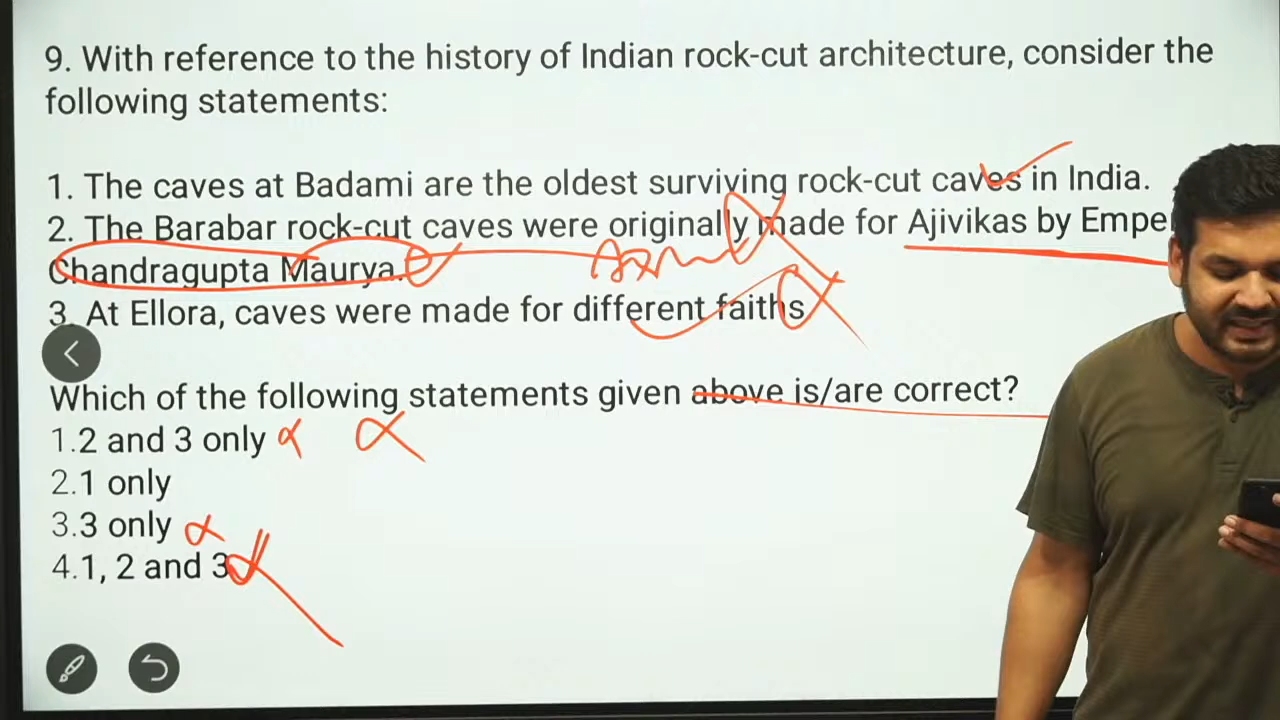 9. With reference to the history of Indian rock-cut architecture, consider the
following statements:
1. The caves at Badami are the oldest surviving rock-cut caves in India.
2. The Barabar rock-cut caves were originally made for Ajivikas by Empe
Chandragupta Maurya.
3. At Ellora, caves were made for different faiths
Which of the following statements given above is/are correct?
1.2 and 3 only
2.1 only
3.3 only
4.1, 2 and 3